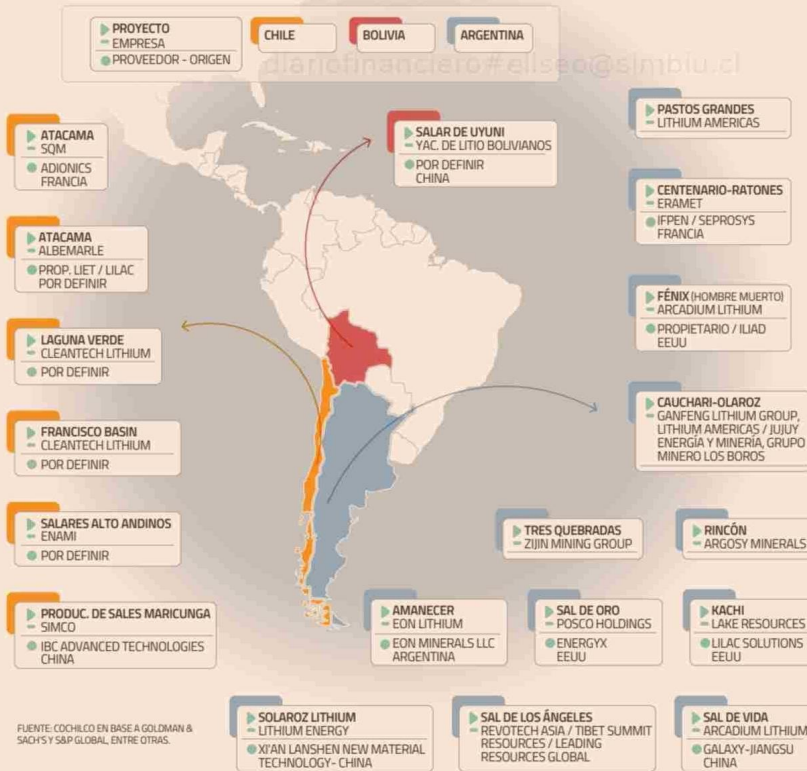 PROYECTO
EMPRESA
PROVEEDOR - ORIGEN
CHILE
BOLIVIA
ARGENTINA
diariofinanciero#eliseo@simbiu.cl
ATACAMA
SQM
ADIONICS
FRANCIA
ATACAMA
ALBEMARLE
PROP. LIET / LILAC
POR DEFINIR
LAGUNA VERDE
CLEANTECH LITHIUM
POR DEFINIR
FRANCISCO BASIN
CLEANTECH LITHIUM
POR DEFINIR
SALARES ALTO ANDINOS
ENAMI
POR DEFINIR
PRODUC. DE SALES MARICUNGA
SIMCO
IBC ADVANCED TECHNOLOGIES
CHINA
SALAR DE UYUNI
YAC. DE LITIO BOLIVIANOS
POR DEFINIR
CHINA
PASTOS GRANDES
LITHIUM AMERICAS
CENTENARIO-RATONES
ERAMET
IFPEN / SEPROSYS
FRANCIA
FÉNIX (HOMBRE MUERTO)
ARCADIUM LITHIUM
PROPIETARIO / ILIAD
EEUU
CAUCHARI-OLAROZ
GANFENG LITHIUM GROUP,
LITHIUM AMERICAS / JUJUY
ENERGÍA Y MINERÍA, GRUPO
MINERO LOS BOROS
TRES QUEBRADAS
ZIJIN MINING GROUP
RINCÓN
ARGOSY MINERALS
AMANECER
EON LITHIUM
EON MINERALS LLC
ARGENTINA
SAL DE ORO
POSCO HOLDINGS
ENERGYX
EEUU
KACHI
LAKE RESOURCES
LILAC SOLUTIONS
EEUU
SOLAROZ LITHIUM
LITHIUM ENERGY
XI'AN LANSHEN NEW MATERIAL
TECHNOLOGY- CHINA
SAL DE LOS ÁNGELES
REVOTECH ASIA / TIBET SUMMIT
RESOURCES / LEADING
RESOURCES GLOBAL
SAL DE VIDA
ARCADIUM LITHIUM
GALAXY-JIANGSU
CHINA
FUENTE: COCHILCO EN BASE A GOLDMAN &
SACH'S Y S&P GLOBAL, ENTRE OTRAS.